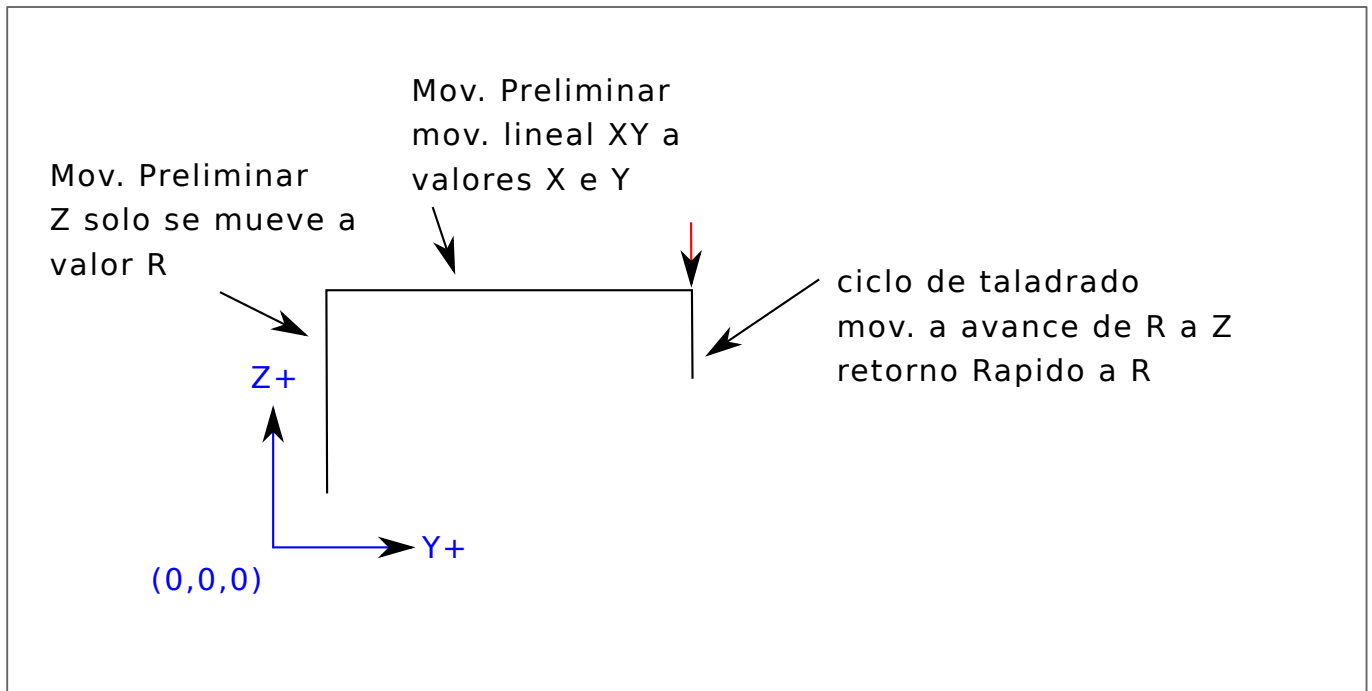 Mov. Preliminar
mov. lineal XY a
valores X e Y
Mov. Preliminar
Z solo se mueve a
valor R
ciclo de taladrado
mov. a avance de R a Z
retorno Rapido a R
Z+
Y+
(0,0,0)